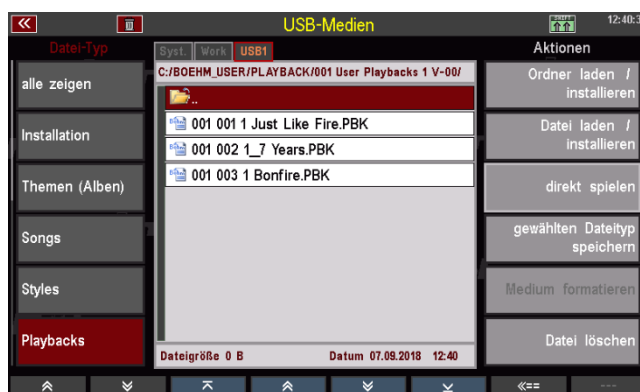 USB-Medien
12:40:3
Datei-Typ
Syst. Work USB1
Aktionen
alle zeigen
Installation
Themen (Alben)
Songs
Styles
Playbacks
C:/BOEHM_USER/PLAYBACK/001 User Playbacks 1 V-00/
..
001 001 1 Just Like Fire.PBK
001 002 1_7 Years.PBK
001 003 1 Bonfire.PBK
Dateigröße 0 B Datum 07.09.2018 12:40
Ordner laden /
installieren
Datei laden /
installieren
direkt spielen
gewählten Dateityp
speichern
Medium formatieren
Datei löschen
«==
---